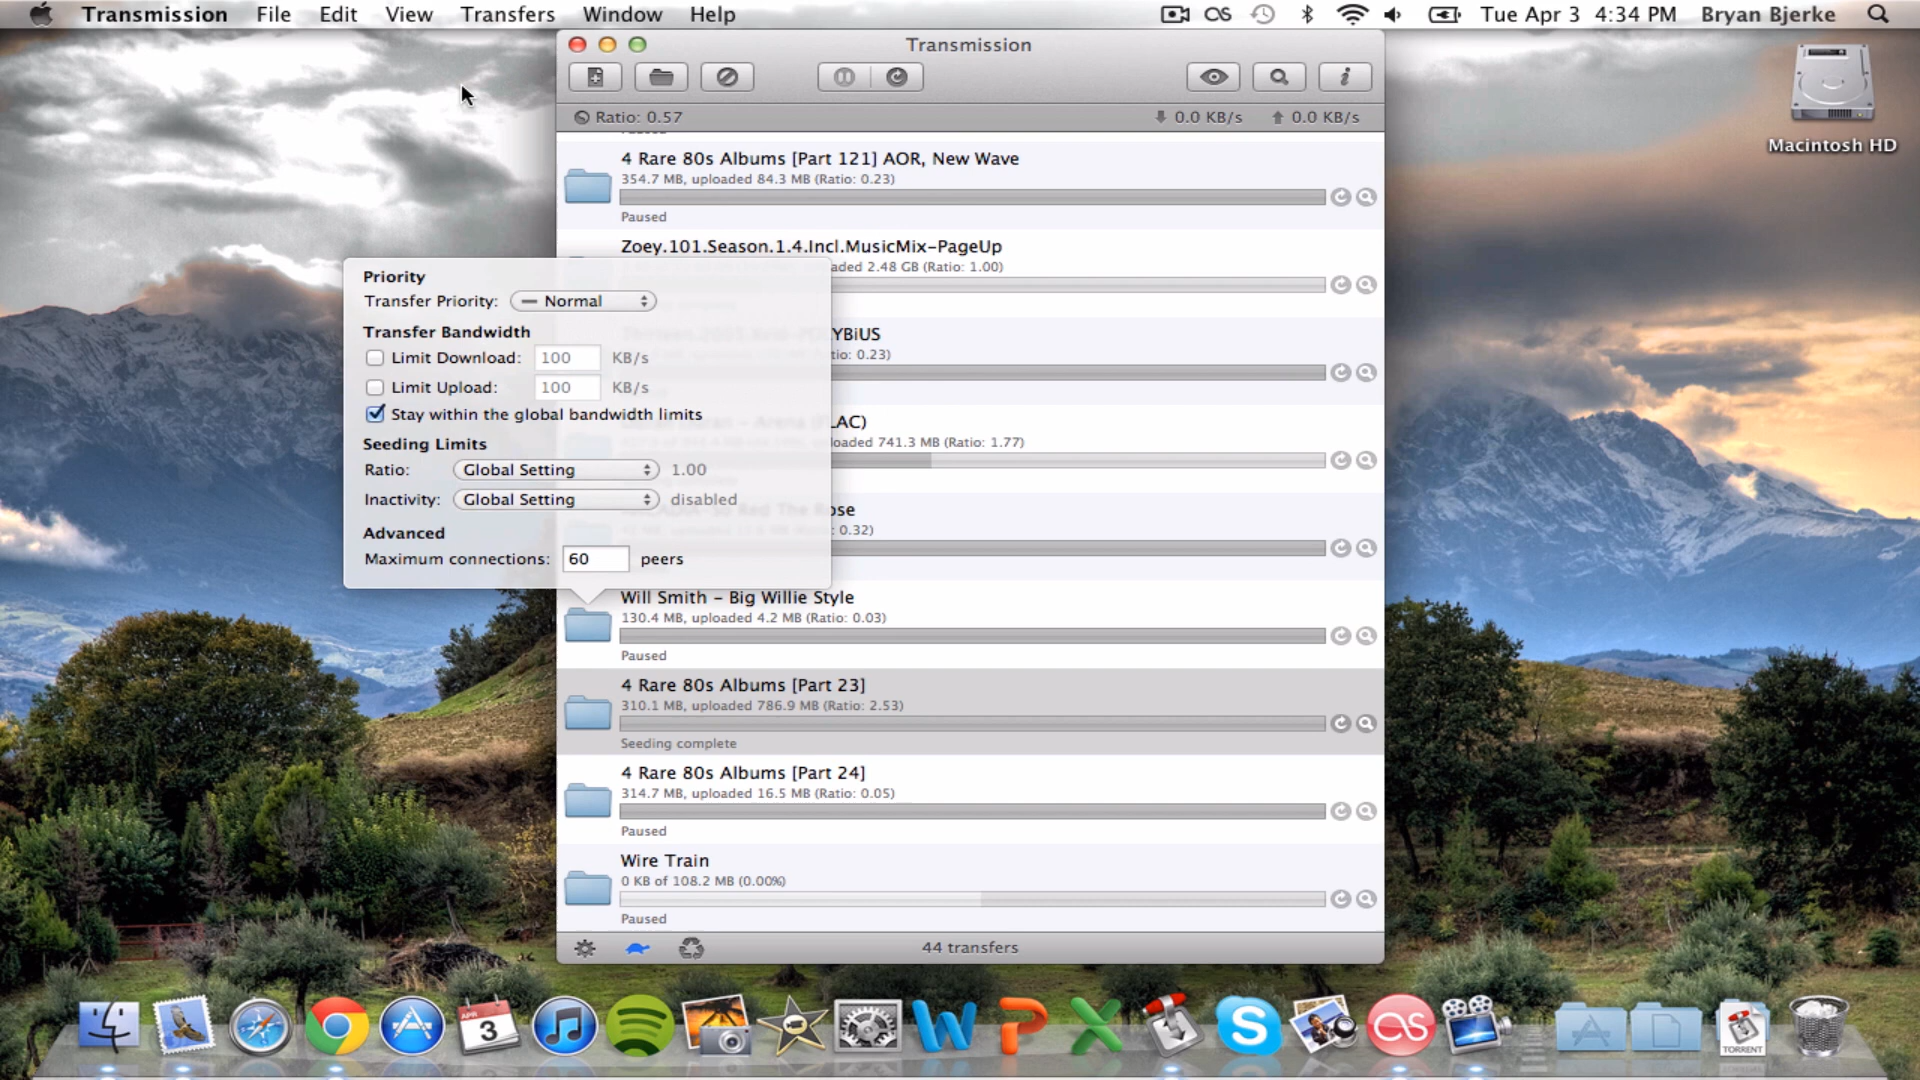 Transmission File Edit View Transfers Window Help
Tue Apr 3 4:34 PM Bryan Bjerke
Transmission
Ratio: 0.57 0.0 KB/s 0.0 KB/s
Macintosh HD
4 Rare 80s Albums [Part 121] AOR, New Wave
354.7 MB, uploaded 84.3 MB (Ratio: 0.23)
Paused
Zoey.101.Season.1.4.Incl.MusicMix-PageUp
2.48 GB (Ratio: 1.00)
Priority
Transfer Priority: Normal
Transfer Bandwidth
Limit Download: 100 KB/s
Limit Upload: 100 KB/s
Stay within the global bandwidth limits
Seeding Limits
Ratio: Global Setting 1.00
Inactivity: Global Setting disabled
Advanced
Maximum connections: 60 peers
0.23)
Arena (FLAC)
741.3 MB (Ratio: 1.77)
Red The Rose
0.32)
Will Smith - Big Willie Style
130.4 MB, uploaded 4.2 MB (Ratio: 0.03)
Paused
4 Rare 80s Albums [Part 23]
310.1 MB, uploaded 786.9 MB (Ratio: 2.53)
Seeding complete
4 Rare 80s Albums [Part 24]
314.7 MB, uploaded 16.5 MB (Ratio: 0.05)
Paused
Wire Train
0 KB of 108.2 MB (0.00%)
Paused
44 transfers
APR
3
TORRENT